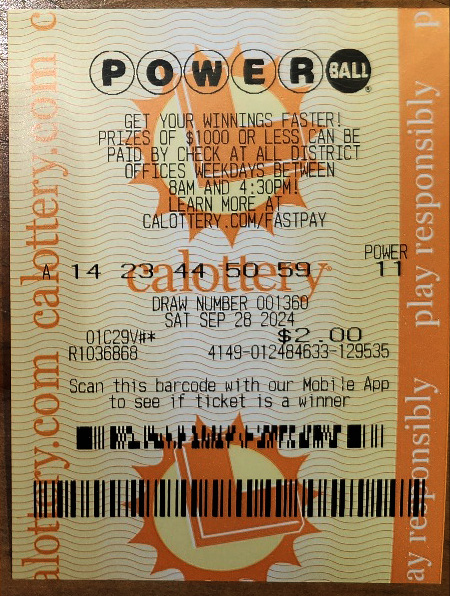 POWER BALL
GET YOUR WINNINGS FASTER!
PRIZES OF $1000 OR LESS CAN BE
PAID BY CHECK AT ALL DISTRICT
OFFICES WEEKDAYS BETWEEN
8AM AND 4:30PM!
LEARN MORE AT
CALOTTERY.COM/FASTPAY
POWER
A 14 23 44 50 59 11
calottery
DRAW NUMBER 001360
SAT SEP 28 2024
01C29V##* $2.00
R1036868 4149-012484633-129535
Scan this barcode with our Mobile App
to see if ticket is a winner
calottery.com calottery.com c
play responsibly play responsibly p